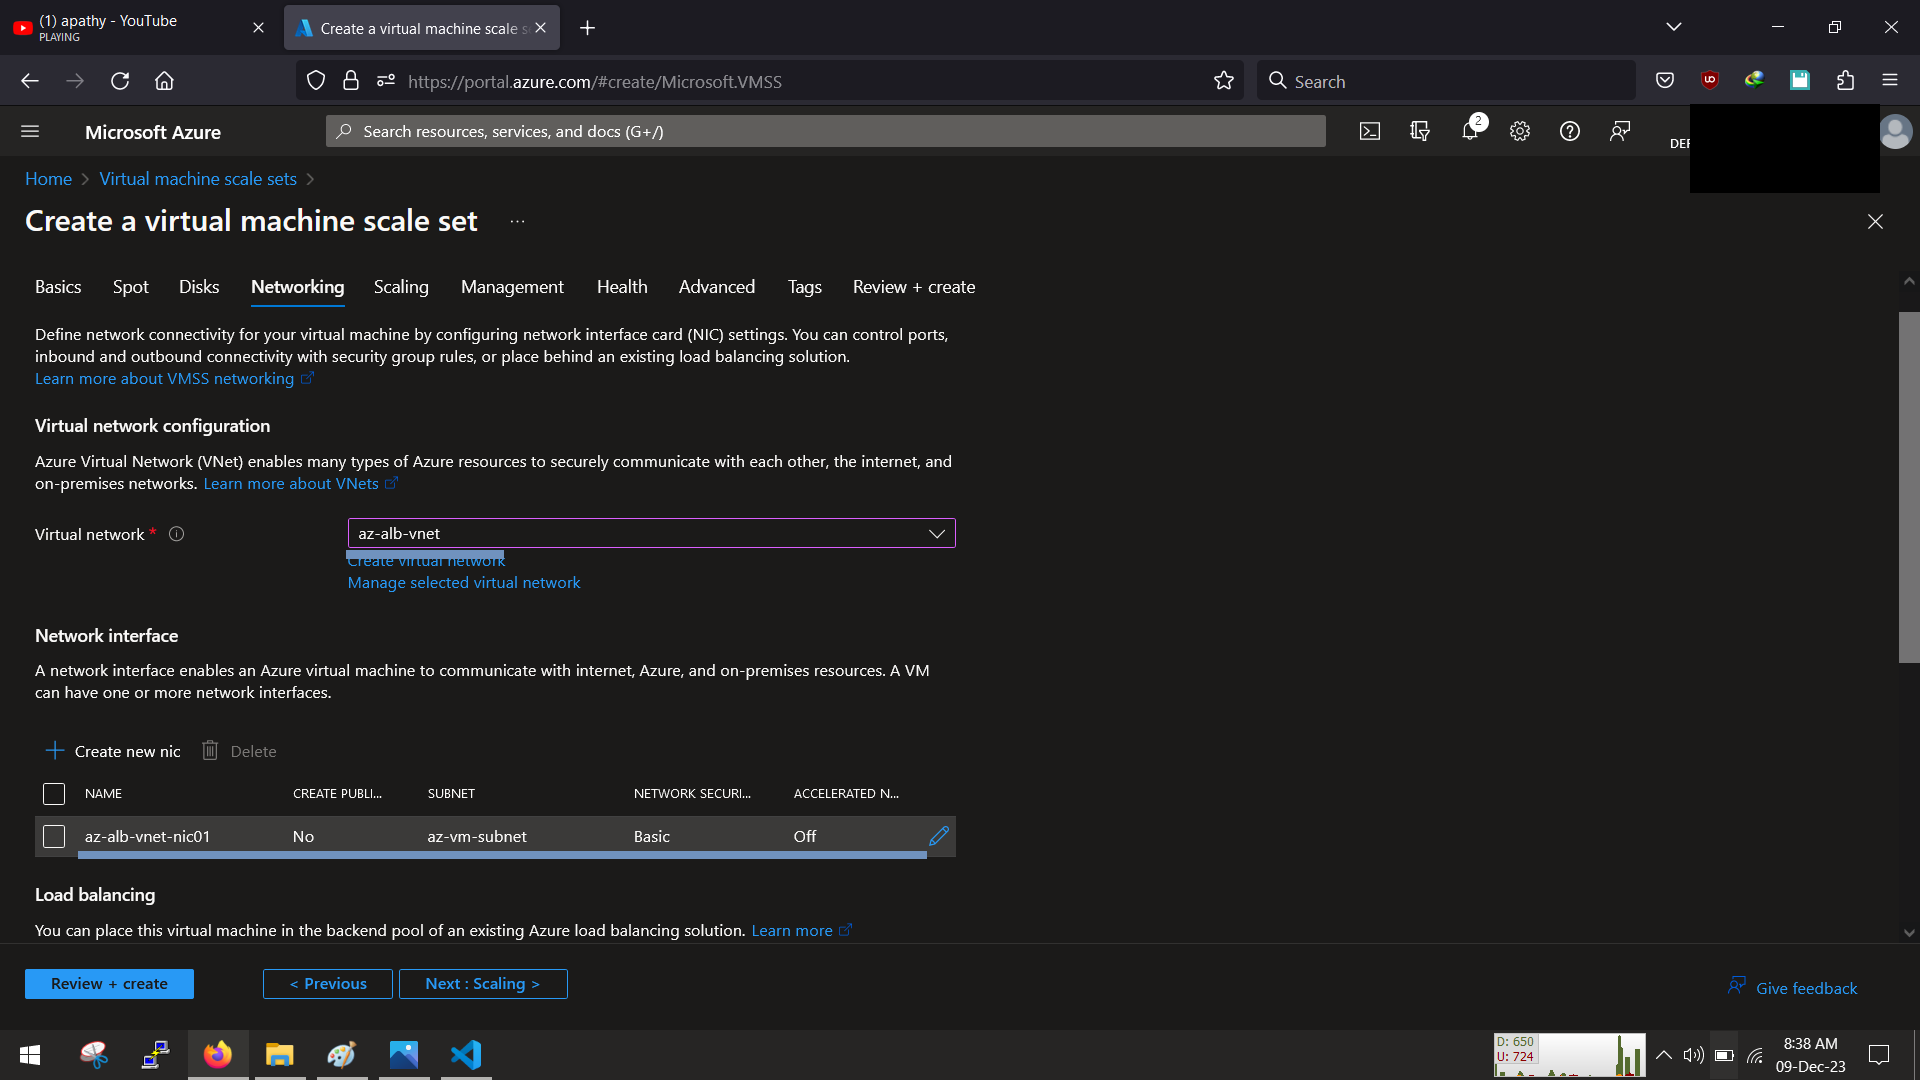 (1) apathy - YouTube
PLAYING
Create a virtual machine scale s
https://portal.azure.com/#create/Microsoft.VMSS
Search
Microsoft Azure
Search resources, services, and docs (G+/)
2
DEF
Home > Virtual machine scale sets >
Create a virtual machine scale set ...
Basics Spot Disks Networking Scaling Management Health Advanced Tags Review + create
Define network connectivity for your virtual machine by configuring network interface card (NIC) settings. You can control ports,
inbound and outbound connectivity with security group rules, or place behind an existing load balancing solution.
Learn more about VMSS networking
Virtual network configuration
Azure Virtual Network (VNet) enables many types of Azure resources to securely communicate with each other, the internet, and
on-premises networks. Learn more about VNets
Virtual network *
az-alb-vnet
Create virtual network
Manage selected virtual network
Network interface
A network interface enables an Azure virtual machine to communicate with internet, Azure, and on-premises resources. A VM
can have one or more network interfaces.
Create new nic Delete
NAME CREATE PUBLI... SUBNET NETWORK SECURI... ACCELERATED N...
az-alb-vnet-nic01 No az-vm-subnet Basic Off
Load balancing
You can place this virtual machine in the backend pool of an existing Azure load balancing solution. Learn more
Review + create < Previous Next : Scaling >
Give feedback
D: 650
U: 724
8:38 AM
09-Dec-23